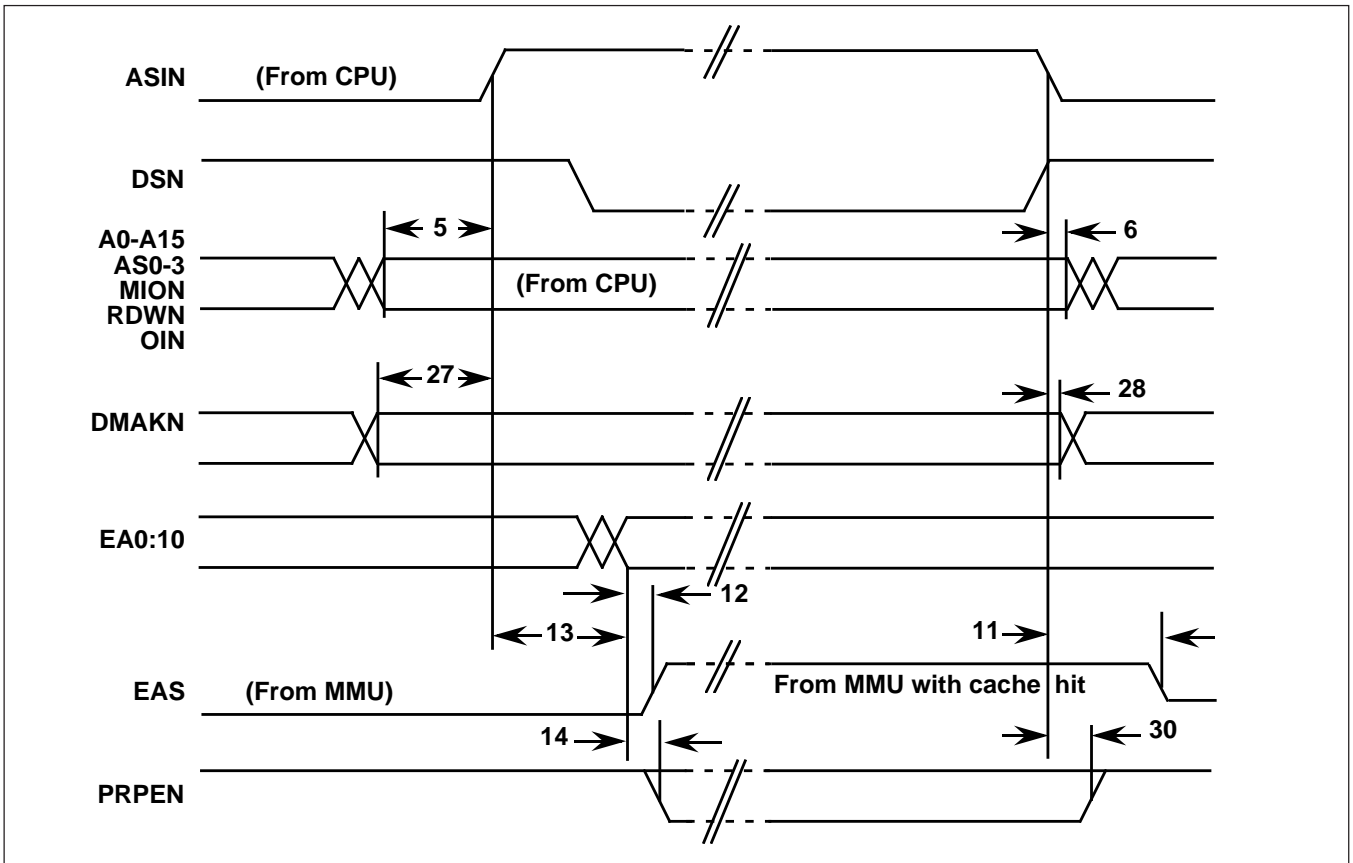 ASIN (From CPU)
DSN
5
6
A0-A15
AS0-3
MION
RDWN
OIN
(From CPU)
27
28
DMAKN
EA0:10
12
13
11
EAS (From MMU) From MMU with cache hit
14
30
PRPEN